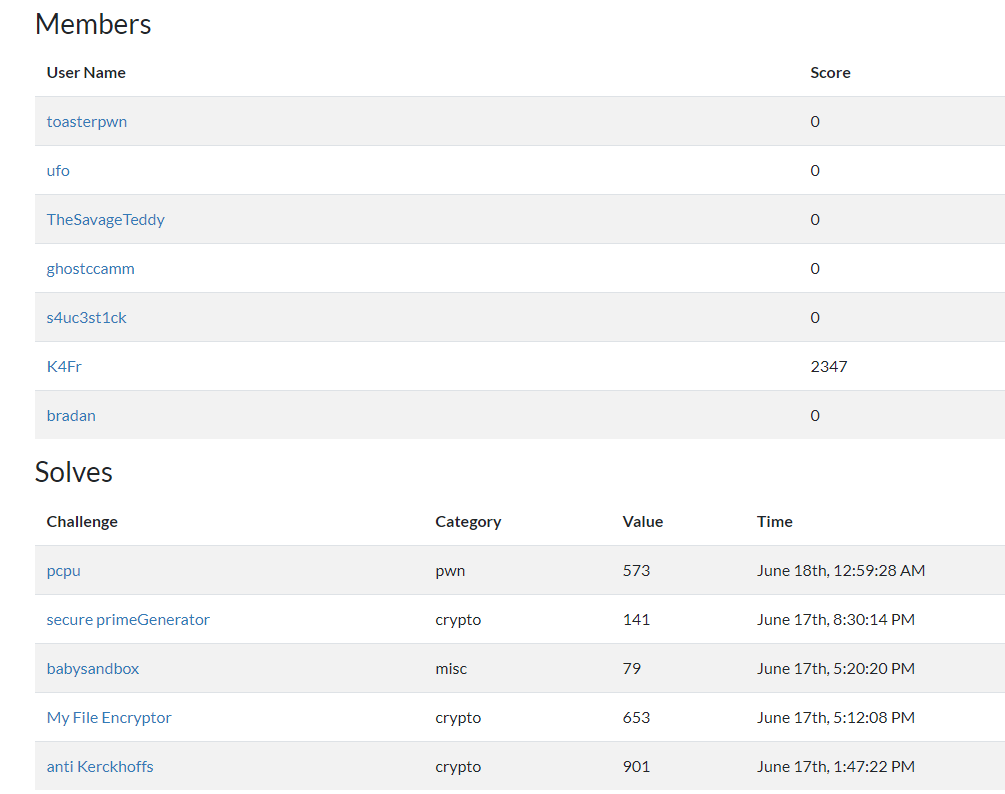 Members
User Name Score
toasterpwn 0
ufo 0
TheSavageTeddy 0
ghostccamm 0
s4uc3st1ck 0
K4Fr 2347
bradan 0
Solves
Challenge Category Value Time
pcpu pwn 573 June 18th, 12:59:28 AM
secure primeGenerator crypto 141 June 17th, 8:30:14 PM
babysandbox misc 79 June 17th, 5:20:20 PM
My File Encryptor crypto 653 June 17th, 5:12:08 PM
anti Kerckhoffs crypto 901 June 17th, 1:47:22 PM